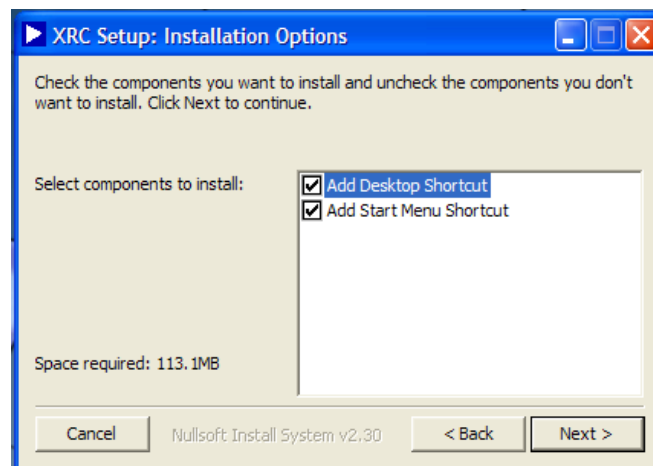 XRC Setup: Installation Options
Check the components you want to install and uncheck the components you don't
want to install. Click Next to continue.
Select components to install:
Add Desktop Shortcut
Add Start Menu Shortcut
Space required: 113.1MB
Cancel
Nullsoft Install System v2.30
< Back
Next >